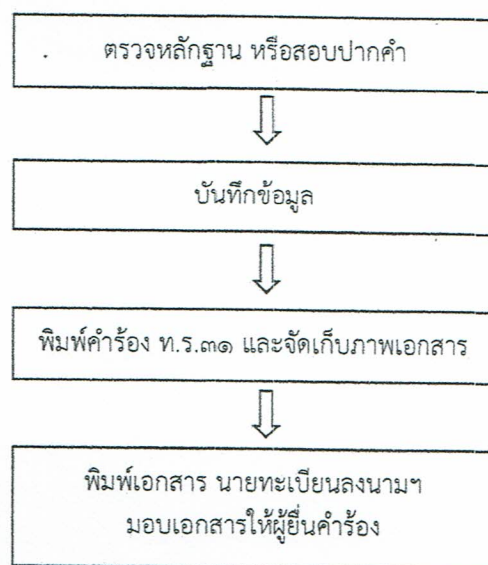 ตรวจหลักฐาน หรือสอบปากคำ
บันทึกข้อมูล
พิมพ์คำร้อง ท.ร.๓๑ และจัดเก็บภาพเอกสาร
พิมพ์เอกสาร นายทะเบียนลงนามฯ
มอบเอกสารให้ผู้ยื่นคำร้อง